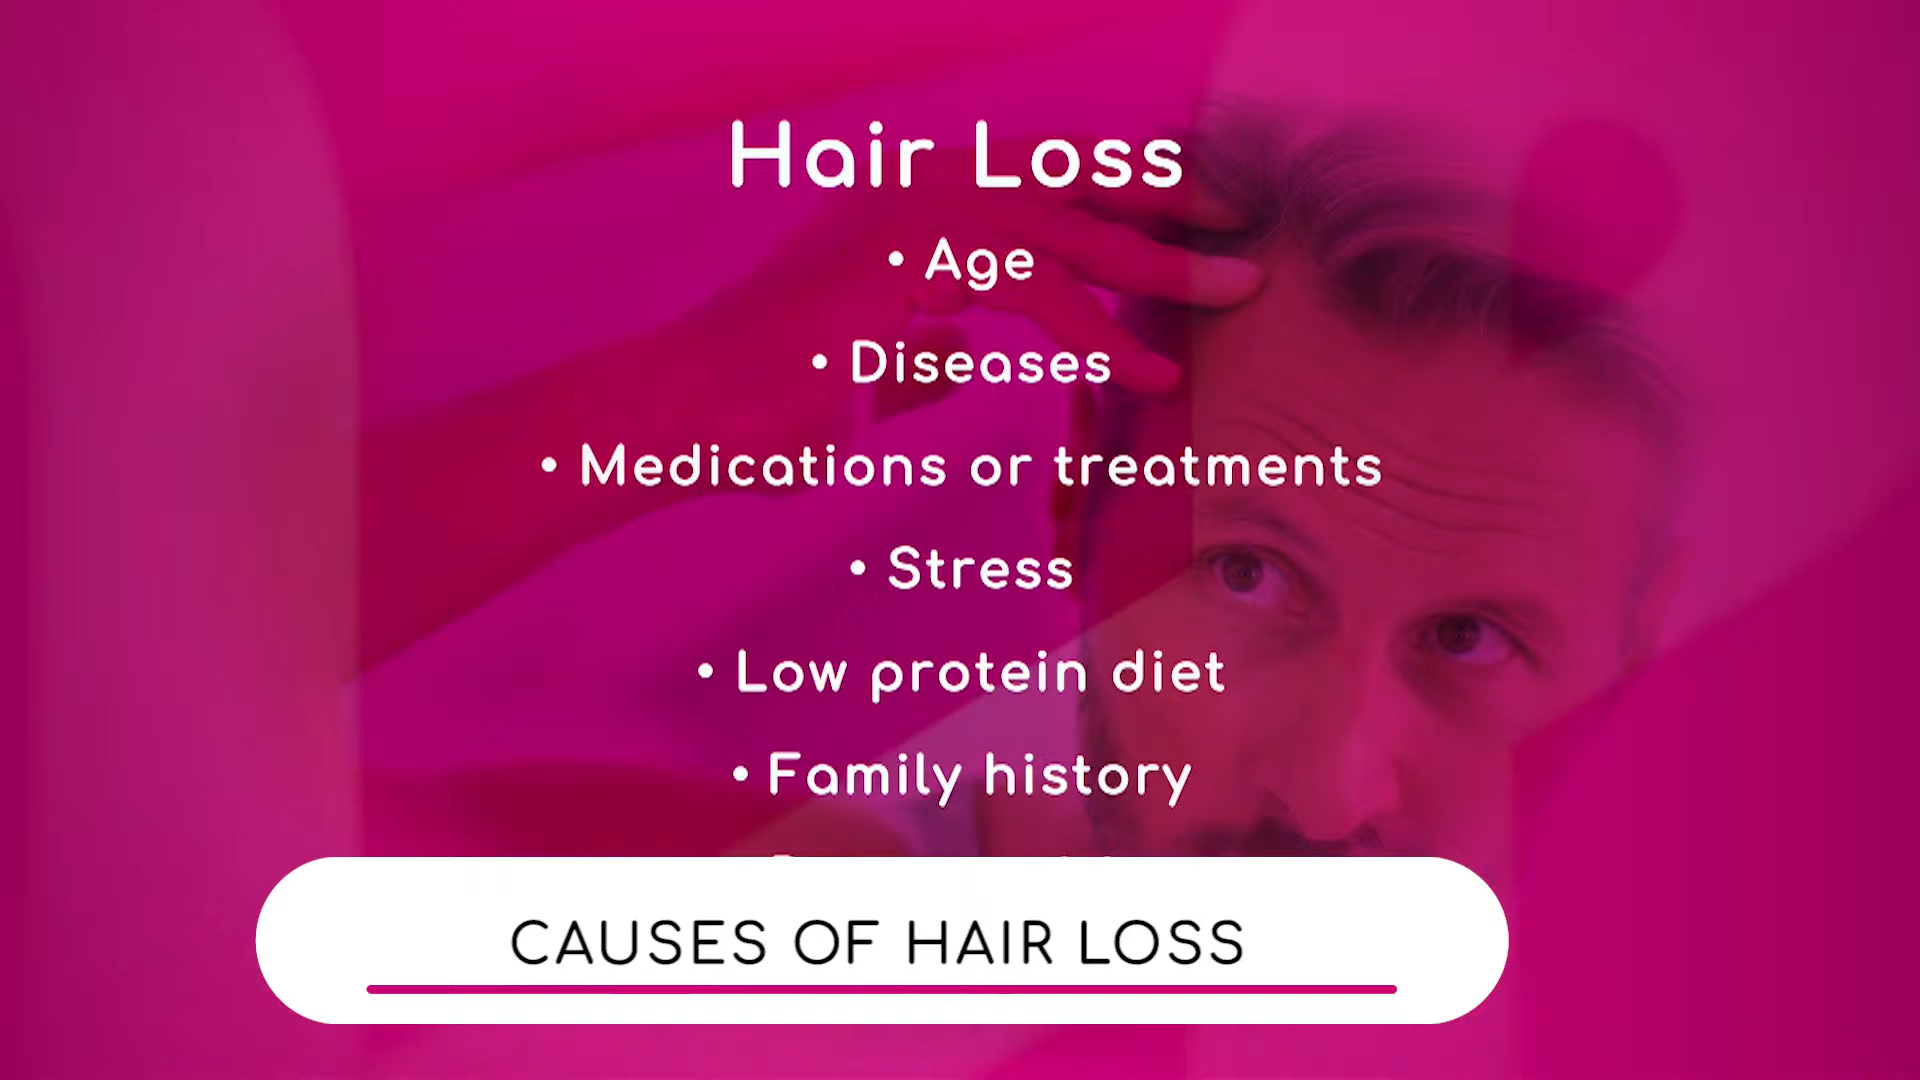 Hair Loss
• Age
• Diseases
• Medications or treatments
• Stress
• Low protein diet
• Family history
CAUSES OF HAIR LOSS